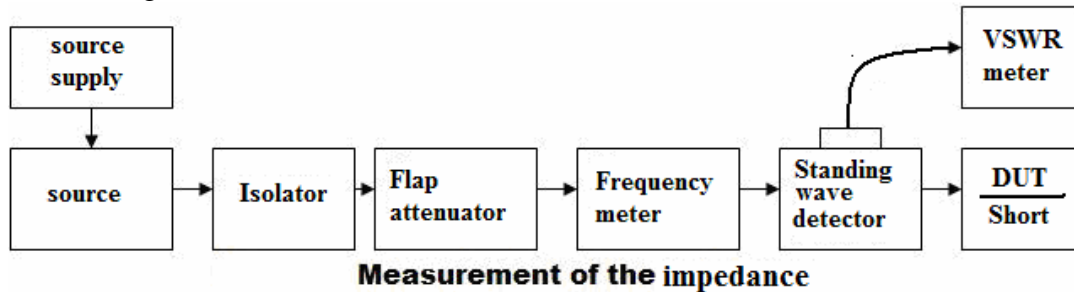 source
supply
VSWR
meter
source
Isolator
Flap
attenuator
Frequency
meter
Standing
wave
detector
DUT
Short
Measurement of the impedance